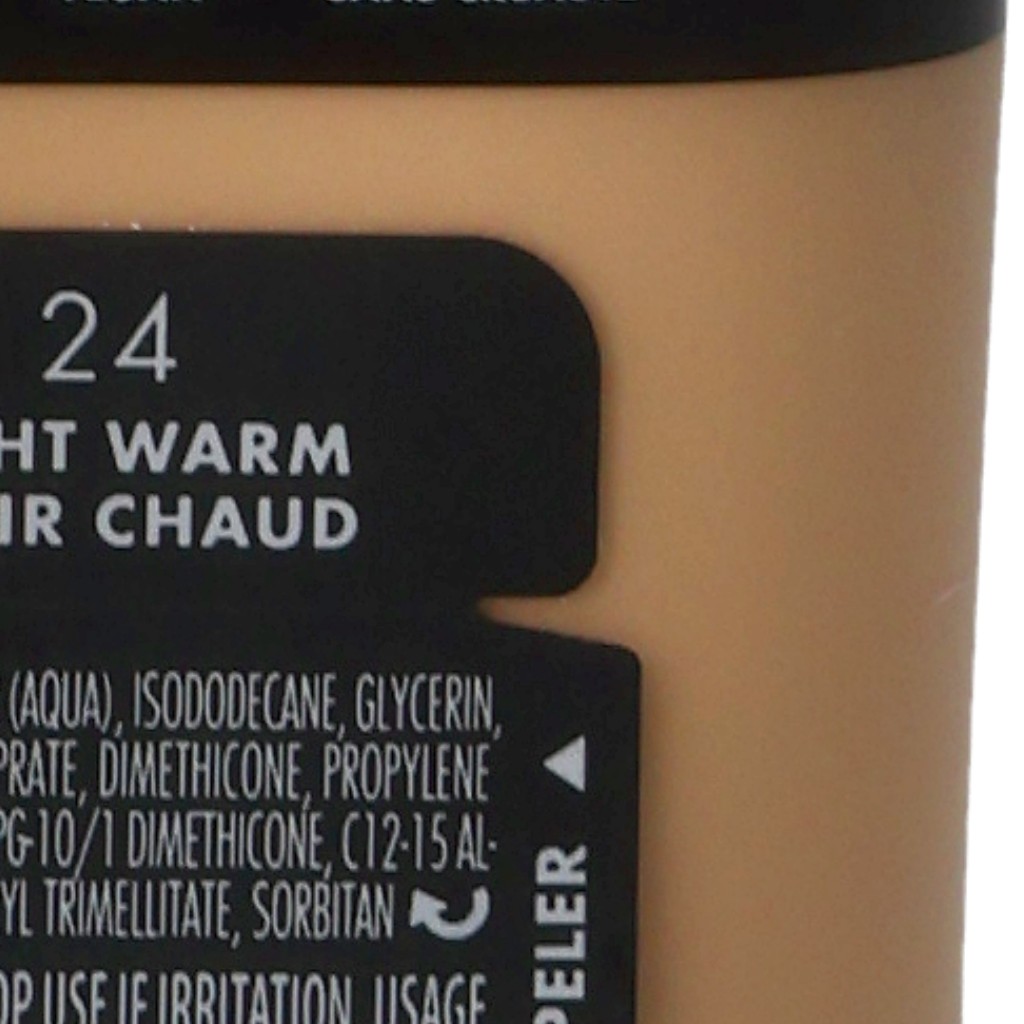 24
HT WARM
IR CHAUD
(AQUA), ISODODECANE, GLYCERIN,
PRATE, DIMETHICONE, PROPYLENE
PG-10/1 DIMETHICONE, C12-15 AL-
YL TRIMELLITATE, SORBITAN
OP USE IF IRRITATION. USAGE
PELER